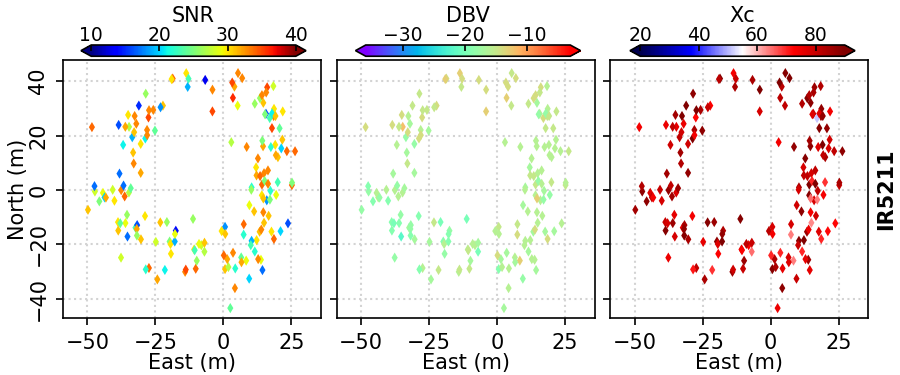 SNR DBV Xc
10 20 30 40 −30 −20 −10 20 40 60 80
40
20
0
−20
−40
North (m)
IR5211
−50 −25 0 25 −50 −25 0 25 −50 −25 0 25
East (m) East (m) East (m)